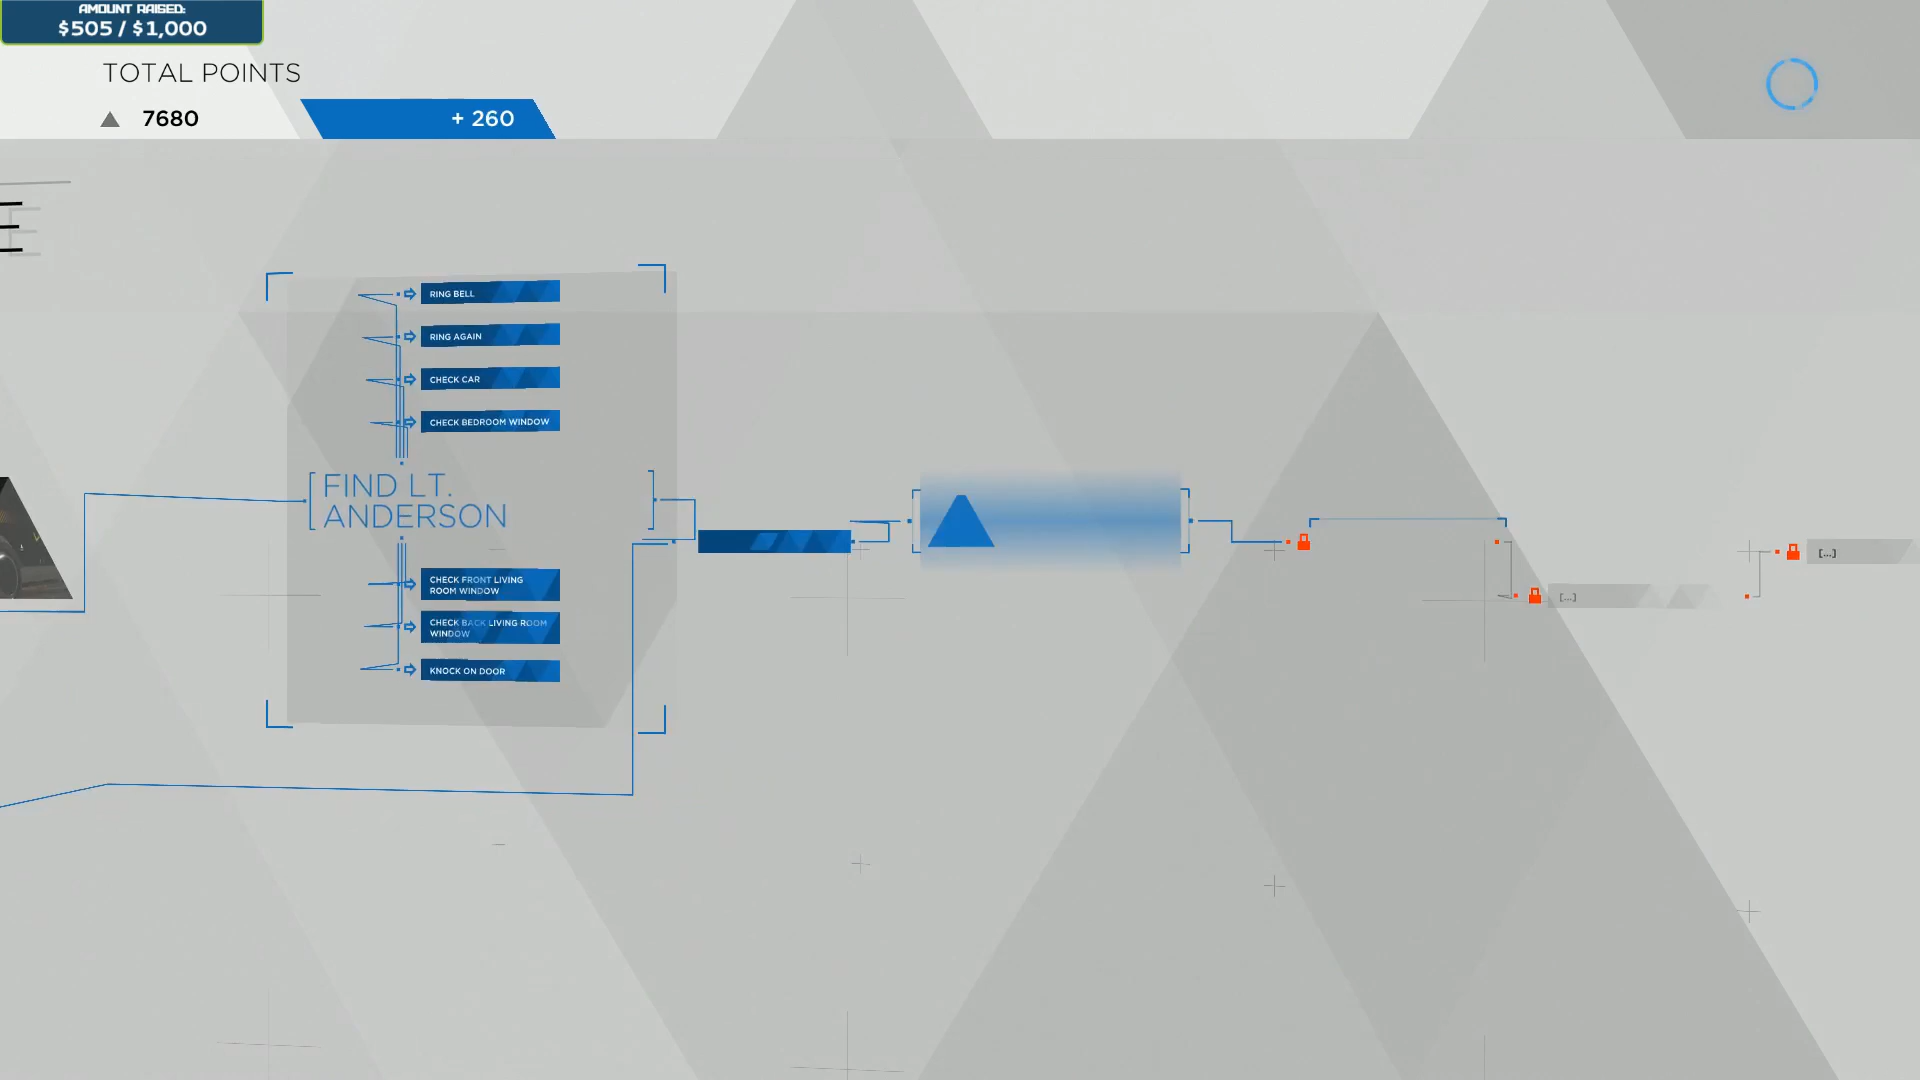 AMOUNT RAISED:
$505 / $1,000
TOTAL POINTS
7680
+ 260
RING BELL
RING AGAIN
CHECK CAR
CHECK BEDROOM WINDOW
FIND LT.
ANDERSON
CHECK FRONT LIVING
ROOM WINDOW
CHECK BACK LIVING ROOM
WINDOW
KNOCK ON DOOR
[...]
[...]